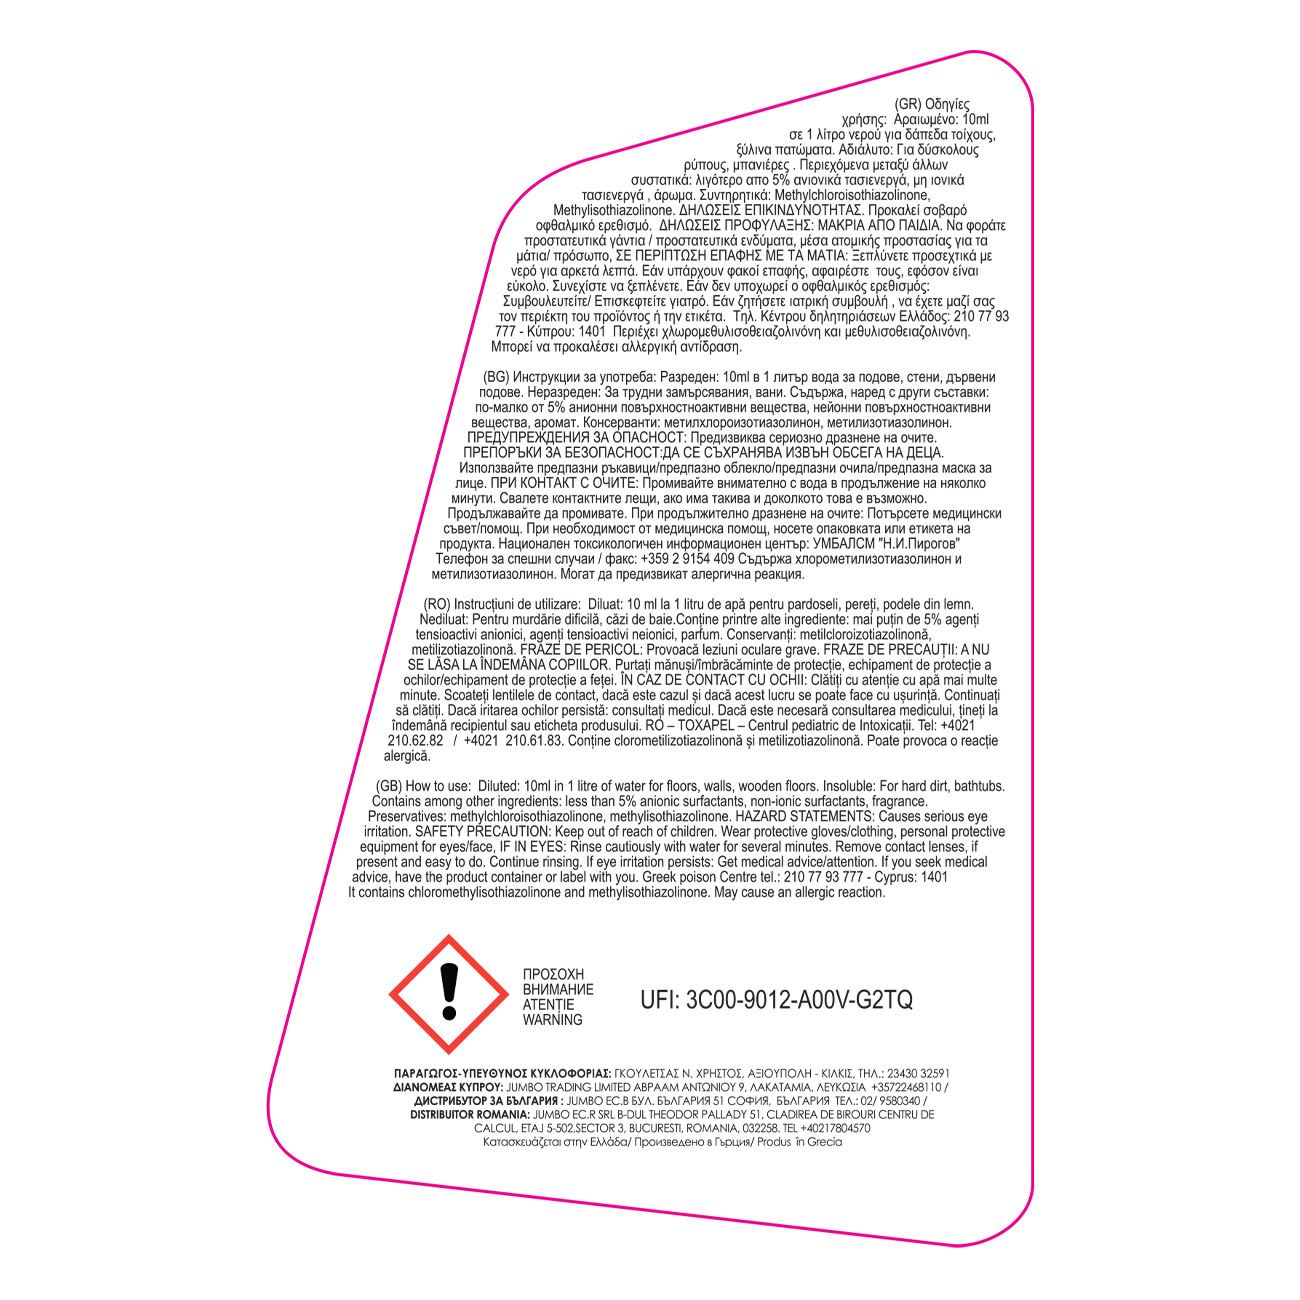 (GR) Οδηγίες
χρήσης:  Αραιωμένο: 10ml
σε 1 λίτρο νερού για δάπεδα τοίχους,
ξύλινα πατώματα. Αδιάλυτο: Για δύσκολους
ρύπους, μπανιέρες . Περιεχόμενα μεταξύ άλλων
συστατικά: λιγότερο απο 5% ανιονικά τασιενεργά, μη ιονικά
τασιενεργά , άρωμα. Συντηρητικά: Methylchloroisothiazolinone,
Methylisothiazolinone. ΔΗΛΩΣΕΙΣ ΕΠΙΚΙΝΔΥΝΟΤΗΤΑΣ. Προκαλεί σοβαρό
οφθαλμικό ερεθισμό.  ΔΗΛΩΣΕΙΣ ΠΡΟΦΥΛΑΞΗΣ: ΜΑΚΡΙΑ ΑΠΟ ΠΑΙΔΙΑ. Να φοράτε
προστατευτικά γάντια / προστατευτικά ενδύματα, μέσα ατομικής προστασίας για τα
μάτια/ πρόσωπο, ΣΕ ΠΕΡΙΠΤΩΣΗ ΕΠΑΦΗΣ ΜΕ ΤΑ ΜΑΤΙΑ: Ξεπλύνετε προσεχτικά με
νερό για αρκετά λεπτά. Εάν υπάρχουν φακοί επαφής, αφαιρέστε  τους, εφόσον είναι
εύκολο. Συνεχίστε να ξεπλένετε. Εάν δεν υποχωρεί ο οφθαλμικός ερεθισμός:
Συμβουλευτείτε/ Επισκεφτείτε γιατρό. Εάν ζητήσετε ιατρική συμβουλή , να έχετε μαζί σας
τον περιέκτη του προϊόντος ή την ετικέτα.  Τηλ. Κέντρου δηλητηριάσεων Ελλάδος: 210 77 93
777 - Κύπρου: 1401  Περιέχει χλωρομεθυλισοθειαζολινόνη και μεθυλισοθειαζολινόνη.
Μπορεί να προκαλέσει αλλεργική αντίδραση.
(BG) Инструкции за употреба: Разреден: 10ml в 1 литър вода за подове, стени, дървени
подове. Неразреден: За трудни замърсявания, вани. Съдържа, наред с други съставки:
по-малко от 5% анионни повърхностноактивни вещества, нейонни повърхностноактивни
вещества, аромат. Консерванти: метилхлороизотиазолинон, метилизотиазолинон.
ПРЕДУПРЕЖДЕНИЯ ЗА ОПАСНОСТ: Предизвиква сериозно дразнене на очите.
ПРЕПОРЪКИ ЗА БЕЗОПАСНОСТ:ДА СЕ СЪХРАНЯВА ИЗВЪН ОБСЕГА НА ДЕЦА.
Използвайте предпазни ръкавици/предпазно облекло/предпазни очила/предпазна маска за
лице. ПРИ КОНТАКТ С ОЧИТЕ: Промивайте внимателно с вода в продължение на няколко
минути. Свалете контактните лещи, ако има такива и доколкото това е възможно.
Продължавайте да промивате. При продължително дразнене на очите: Потърсете медицински
съвет/помощ. При необходимост от медицинска помощ, носете опаковката или етикета на
продукта. Национален токсикологичен информационен център: УМБАЛСМ "Н.И.Пирогов"
Телефон за спешни случаи / факс: +359 2 9154 409 Съдържа хлорометилизотиазолинон и
метилизотиазолинон. Могат да предизвикат алергична реакция.
(RO) Instrucțiuni de utilizare:  Diluat: 10 ml la 1 litru de apă pentru pardoseli, pereți, podele din lemn.
Nediluat: Pentru murdărie dificilă, căzi de baie.Conține printre alte ingrediente: mai puțin de 5% agenți
tensioactivi anionici, agenți tensioactivi neionici, parfum. Conservanți: metilcloroizotiazolinonă,
metilizotiazolinonă. FRAZE DE PERICOL: Provoacă leziuni oculare grave. FRAZE DE PRECAUȚII: A NU
SE LĂSA LA ÎNDEMÂNA COPIILOR. Purtați mănuși/îmbrăcăminte de protecție, echipament de protecție a
ochilor/echipament de protecție a feței. ÎN CAZ DE CONTACT CU OCHII: Clătiți cu atenție cu apă mai multe
minute. Scoateți lentilele de contact, dacă este cazul și dacă acest lucru se poate face cu ușurință. Continuați
să clătiți. Dacă iritarea ochilor persistă: consultați medicul. Dacă este necesară consultarea medicului, țineți la
îndemână recipientul sau eticheta produsului. RO – TOXAPEL – Centrul pediatric de Intoxicații. Tel: +4021
210.62.82   /  +4021  210.61.83. Conține clorometilizotiazolinonă și metilizotiazolinonă. Poate provoca o reacție
alergică.
(GB) How to use:  Diluted: 10ml in 1 litre of water for floors, walls, wooden floors. Insoluble: For hard dirt, bathtubs.
Contains among other ingredients: less than 5% anionic surfactants, non-ionic surfactants, fragrance.
Preservatives: methylchloroisothiazolinone, methylisothiazolinone. HAZARD STATEMENTS: Causes serious eye
irritation. SAFETY PRECAUTION: Keep out of reach of children. Wear protective gloves/clothing, personal protective
equipment for eyes/face, IF IN EYES: Rinse cautiously with water for several minutes. Remove contact lenses, if
present and easy to do. Continue rinsing. If eye irritation persists: Get medical advice/attention. If you seek medical
advice, have the product container or label with you. Greek poison Centre tel.: 210 77 93 777 - Cyprus: 1401
It contains chloromethylisothiazolinone and methylisothiazolinone. May cause an allergic reaction.
ΠΡΟΣΟΧΗ
ВНИМАНИЕ
ATENȚIE
WARNING
UFI: 3C00-9012-A00V-G2TQ
ΠΑΡΑΓΩΓΟΣ-ΥΠΕΥΘΥΝΟΣ ΚΥΚΛΟΦΟΡΙΑΣ: ΓΚΟΥΛΕΤΣΑΣ Ν. ΧΡΗΣΤΟΣ, ΑΞΙΟΥΠΟΛΗ - ΚΙΛΚΙΣ, ΤΗΛ.: 23430 32591
ΔΙΑΝΟΜΕΑΣ ΚΥΠΡΟΥ: JUMBO TRADING LIMITED ΑΒΡΑΑΜ ΑΝΤΩΝΙΟΥ 9, ΛΑΚΑΤΑΜΙΑ, ΛΕΥΚΩΣΙΑ  +35722468110 /
ДИСТРИБУТОР ЗА БЪЛГАРИЯ : JUMBO EC.B БУЛ. БЪЛГАРИЯ 51 СОФИЯ,  БЪЛГАРИЯ  ТЕЛ.: 02/ 9580340 /
DISTRIBUITOR ROMANIA: JUMBO EC.R SRL B-DUL THEODOR PALLADY 51, CLADIREA DE BIROURI CENTRU DE
CALCUL, ETAJ 5-502,SECTOR 3, BUCURESTI, ROMANIA, 032258. TEL +40217804570
Κατασκευάζεται στην Ελλάδα/ Произведено в Гърция/ Produs  în Grecia